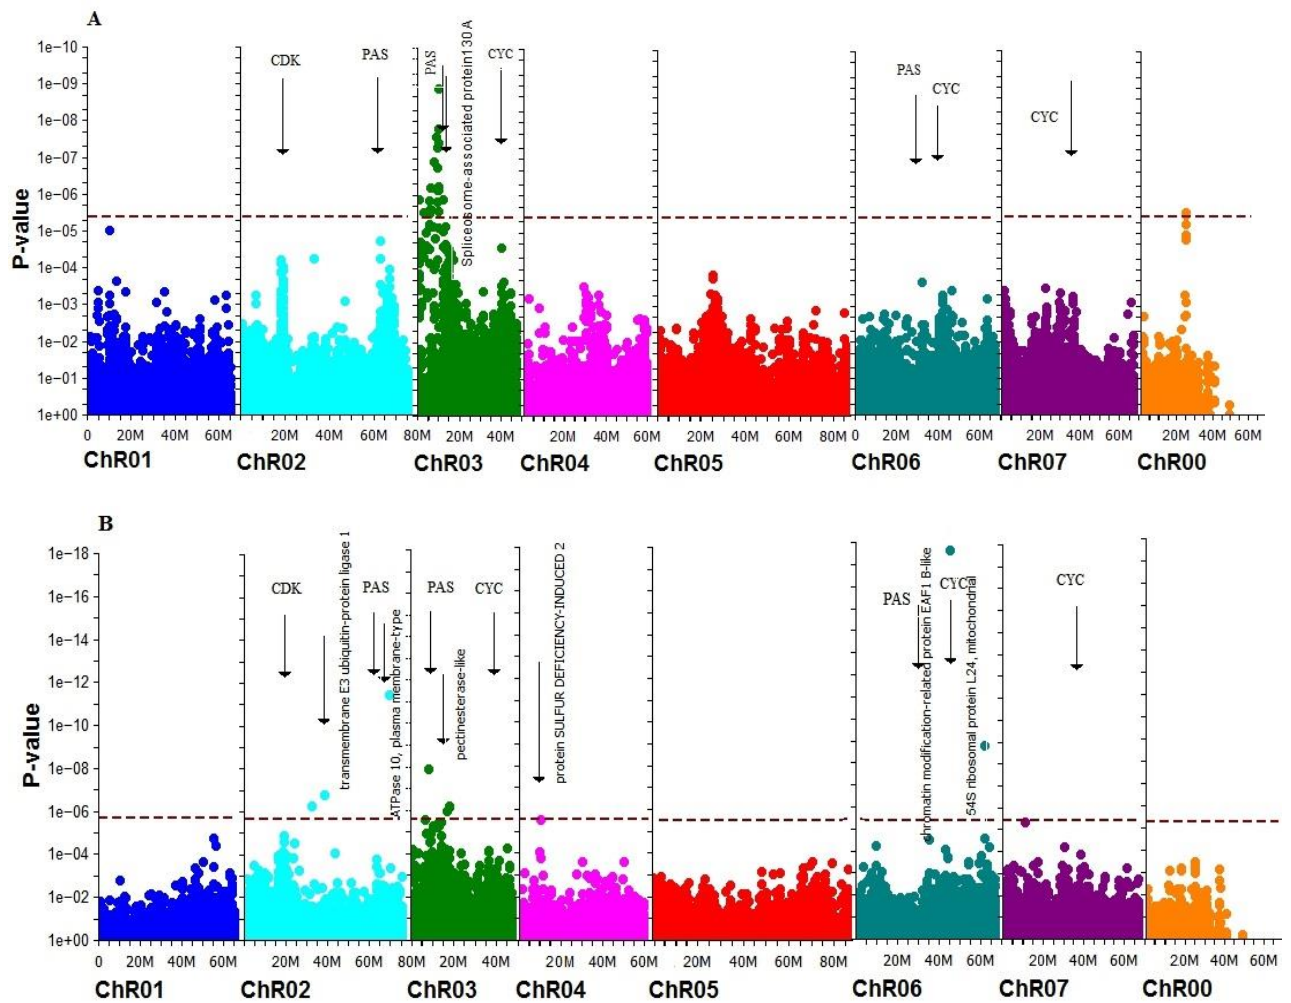 A
1e-10
1e-09
1e-08
1e-07
1e-06
1e-05
1e-04
1e-03
1e-02
1e-01
1e+00
P-value
CDK
PAS
PAS
Spliceosome-associated protein130 A
CYC
PAS
CYC
CYC
0 20M 40M 60M 20M 40M 60M 80M 20M 40M 20M 40M 60M 20M 40M 60M 80M 20M 40M 60M 20M 40M 60M 20M 40M 60M
ChR01 ChR02 ChR03 ChR04 ChR05 ChR06 ChR07 ChR00
B
1e-18
1e-16
1e-14
1e-12
1e-10
1e-08
1e-06
1e-04
1e-02
1e+00
P-value
CDK
transmembrane E3 ubiquitin-protein ligase 1
PAS
ATPase 10, plasma membrane-type
PAS
pectinesterase-like
CYC
protein SULFUR DEFICIENCY-INDUCED 2
PAS
chromatin modification-related protein EAF1 B-like
CYC
54S ribosomal protein L24, mitochondrial
CYC
0 20M 40M 60M 20M 40M 60M 80M 20M 40M 20M 40M 60M 20M 40M 60M 80M 20M 40M 60M 20M 40M 60M 20M 40M 60M
ChR01 ChR02 ChR03 ChR04 ChR05 ChR06 ChR07 ChR00